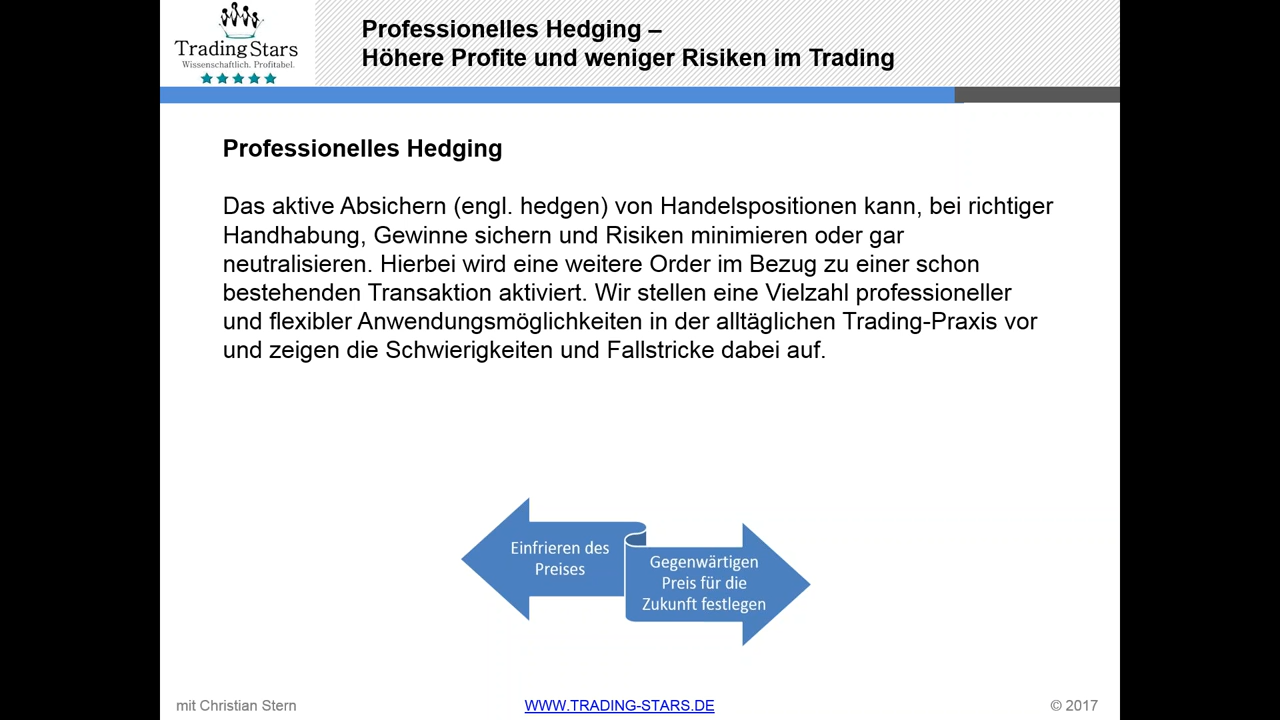 TradingStars
Wissenschaftlich. Profitabel.
Professionelles Hedging –
Höhere Profite und weniger Risiken im Trading
Professionelles Hedging
Das aktive Absichern (engl. hedgen) von Handelspositionen kann, bei richtiger
Handhabung, Gewinne sichern und Risiken minimieren oder gar
neutralisieren. Hierbei wird eine weitere Order im Bezug zu einer schon
bestehenden Transaktion aktiviert. Wir stellen eine Vielzahl professioneller
und flexibler Anwendungsmöglichkeiten in der alltäglichen Trading-Praxis vor
und zeigen die Schwierigkeiten und Fallstricke dabei auf.
Einfrieren des
Preises
Gegenwärtigen
Preis für die
Zukunft festlegen
mit Christian Stern
WWW.TRADING-STARS.DE
© 2017